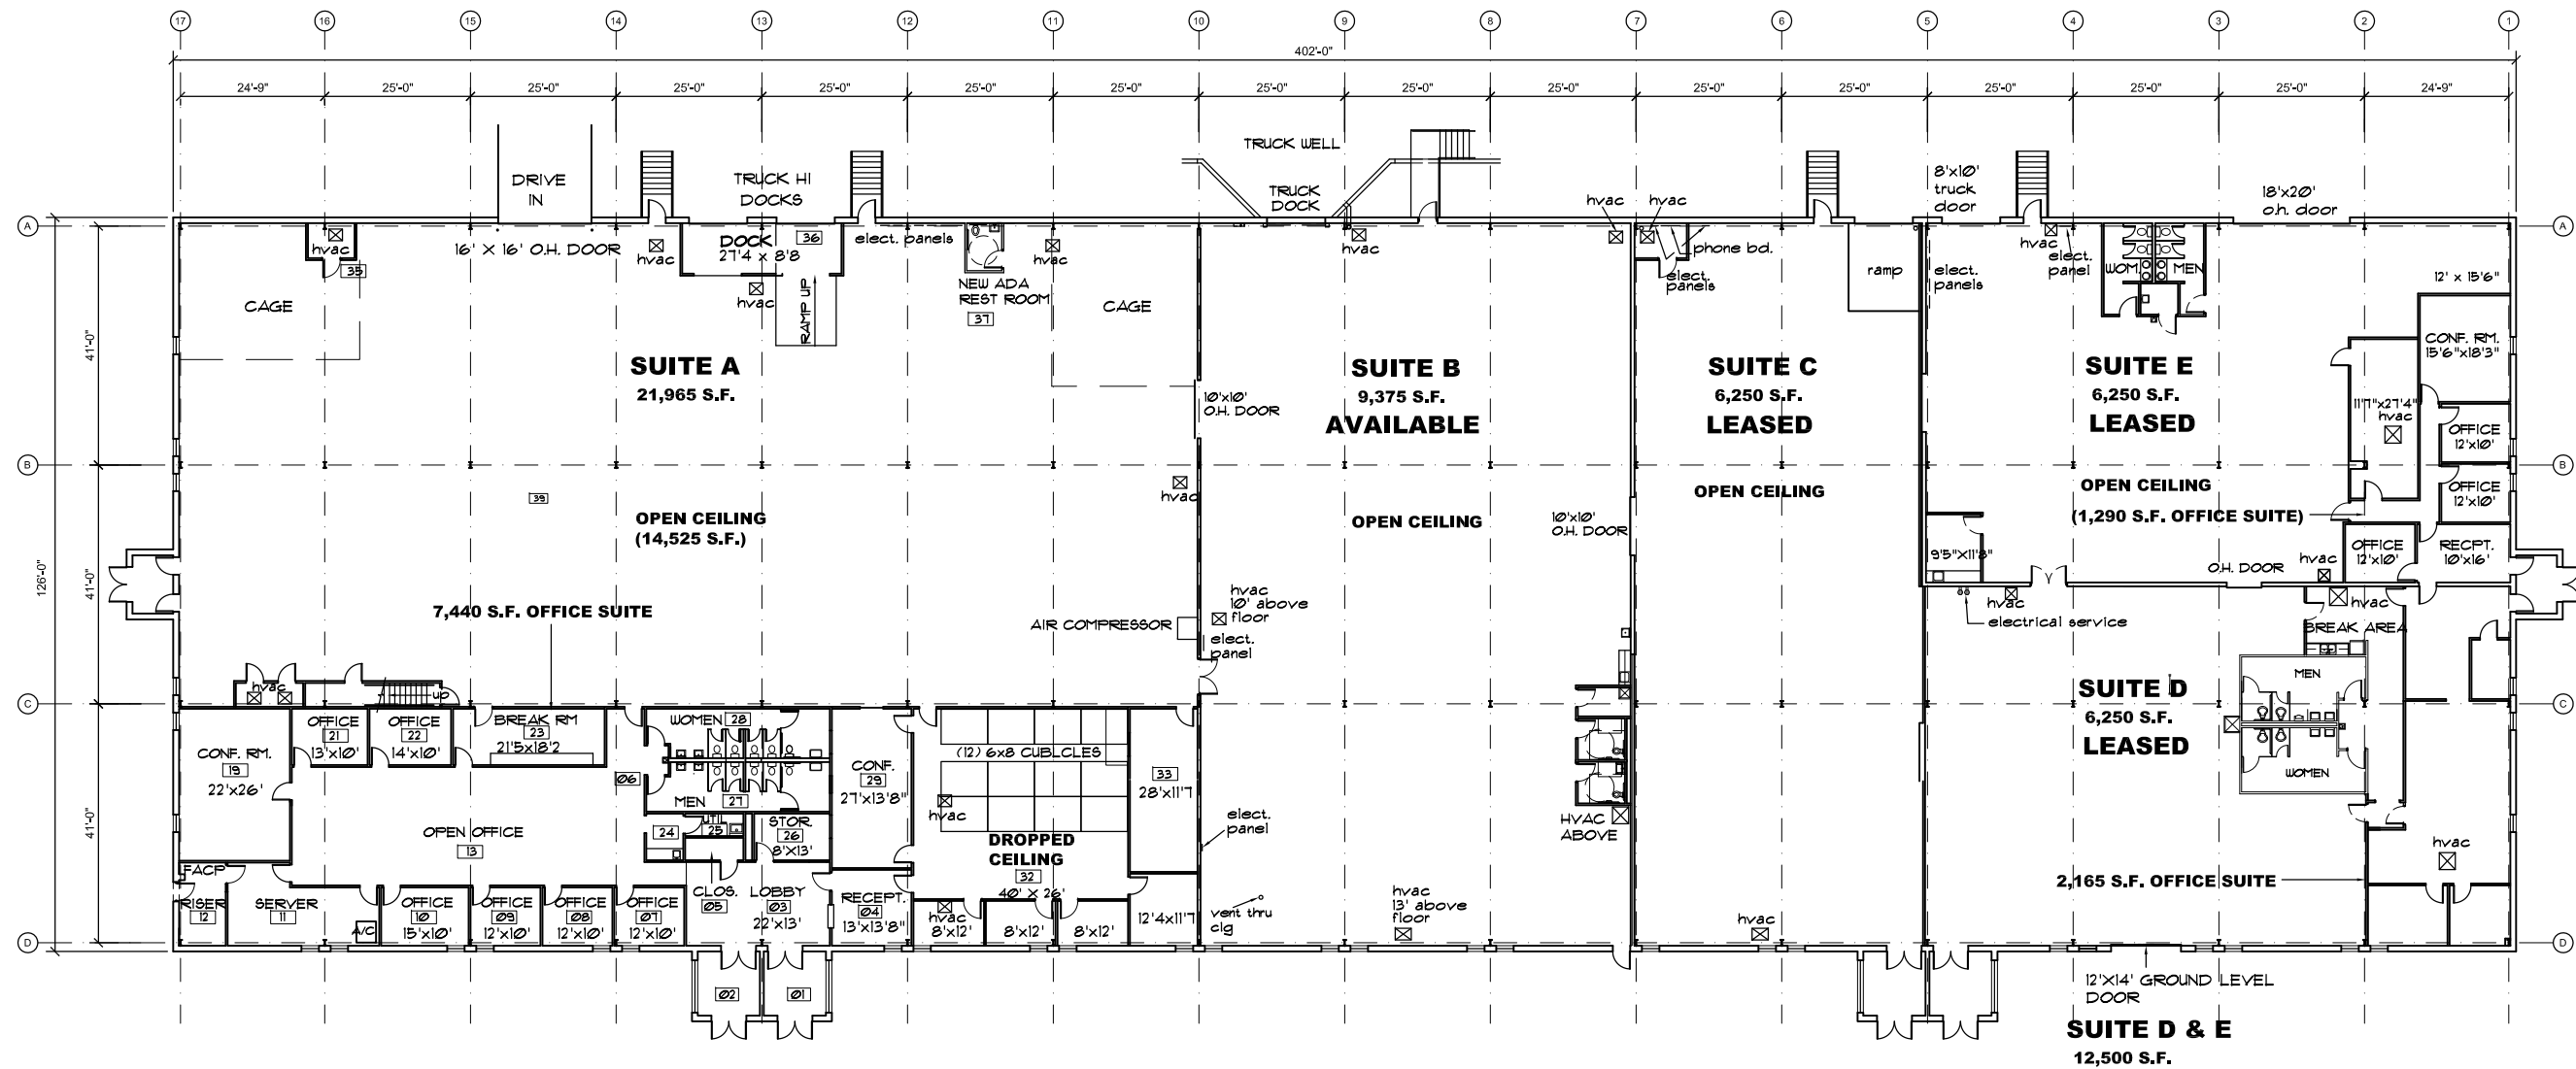 17 16 15 14 13 12 11 10 9 8 7 6 5 4 3 2 1
402'-0"
24'-9" 25'-0" 25'-0" 25'-0" 25'-0" 25'-0" 25'-0" 25'-0" 25'-0" 25'-0" 25'-0" 25'-0" 25'-0" 25'-0" 25'-0" 24'-9"
A
B
C
D
126'-0"
41'-0"
41'-0"
41'-0"
DRIVE
IN
TRUCK HI
DOCKS
TRUCK WELL
TRUCK
DOCK
hvac
hvac
8'x10'
truck
door
18'x20'
o.h. door
A
B
C
D
hvac
35
CAGE
16' X 16' O.H. DOOR
hvac
DOCK
27'4 x 8'8
36
hvac
RAMP UP
elect. panels
NEW ADA
REST ROOM
37
hvac
CAGE
SUITE A
21,965 S.F.
39
OPEN CEILING
(14,525 S.F.)
7,440 S.F. OFFICE SUITE
10'x10'
O.H. DOOR
hvac
AIR COMPRESSOR
hvac
up
CONF. RM.
19
22'x26'
OFFICE
21
13'x10'
OFFICE
22
14'x10'
BREAK RM
23
21'5x18'2
06
WOMEN 28
MEN 27
24
25
STOR.
26
8'X13'
OPEN OFFICE
13
FACP
RISER
12
SERVER
11
A/C
OFFICE
10
15'x10'
OFFICE
09
12'x10'
OFFICE
08
12'x10'
OFFICE
07
12'x10'
CLOS.
05
LOBBY
03
22'x13'
02
01
CONF.
29
27'x13'8"
RECEPT.
04
13'x13'8"
(12) 6x8 CUBLCLES
hvac
DROPPED
CEILING
32
40' X 26'
33
28'x11'7
hvac
8'x12'
8'x12'
8'x12'
12'4x11'7
hvac
SUITE B
9,375 S.F.
AVAILABLE
OPEN CEILING
10'x10'
O.H. DOOR
hvac
10' above
floor
elect.
panel
elect.
panel
vent thru
clg
hvac
13' above
floor
HVAC
ABOVE
phone bd.
elect.
panels
ramp
SUITE C
6,250 S.F.
LEASED
OPEN CEILING
hvac
elect.
panels
hvac
elect.
panel
WOM.
MEN
12' x 15'6"
CONF. RM.
15'6"x18'3"
SUITE E
6,250 S.F.
LEASED
11'7"x27'4"
hvac
OFFICE
12'x10'
OPEN CEILING
OFFICE
12'x10'
(1,290 S.F. OFFICE SUITE)
9'5"X11'8"
OFFICE
12'x10'
RECPT.
10'x16'
O.H. DOOR
hvac
hvac
electrical service
hvac
BREAK AREA
MEN
SUITE D
6,250 S.F.
LEASED
WOMEN
hvac
2,165 S.F. OFFICE SUITE
12'X14' GROUND LEVEL
DOOR
SUITE D & E
12,500 S.F.